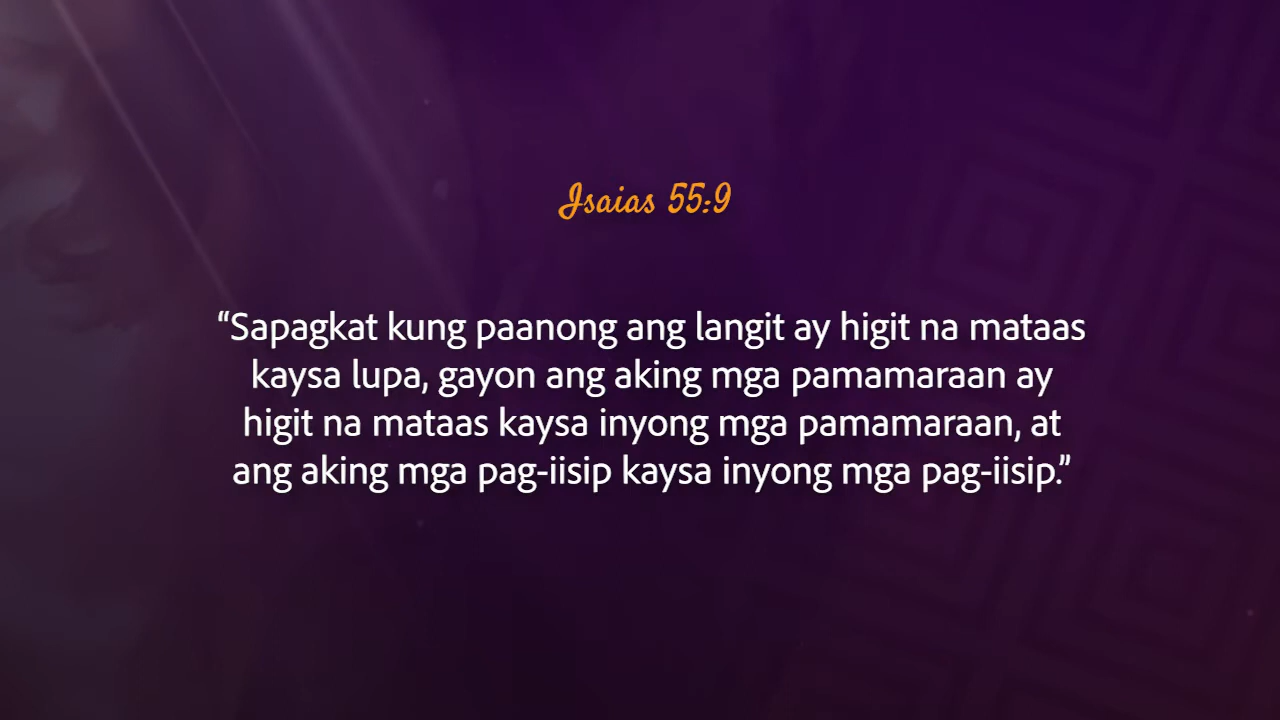 Isaias 55:9
“Sapagkat kung paanong ang langit ay higit na mataas
kaysa lupa, gayon ang aking mga pamamaraan ay
higit na mataas kaysa inyong mga pamamaraan, at
ang aking mga pag-iisip kaysa inyong mga pag-iisip.”